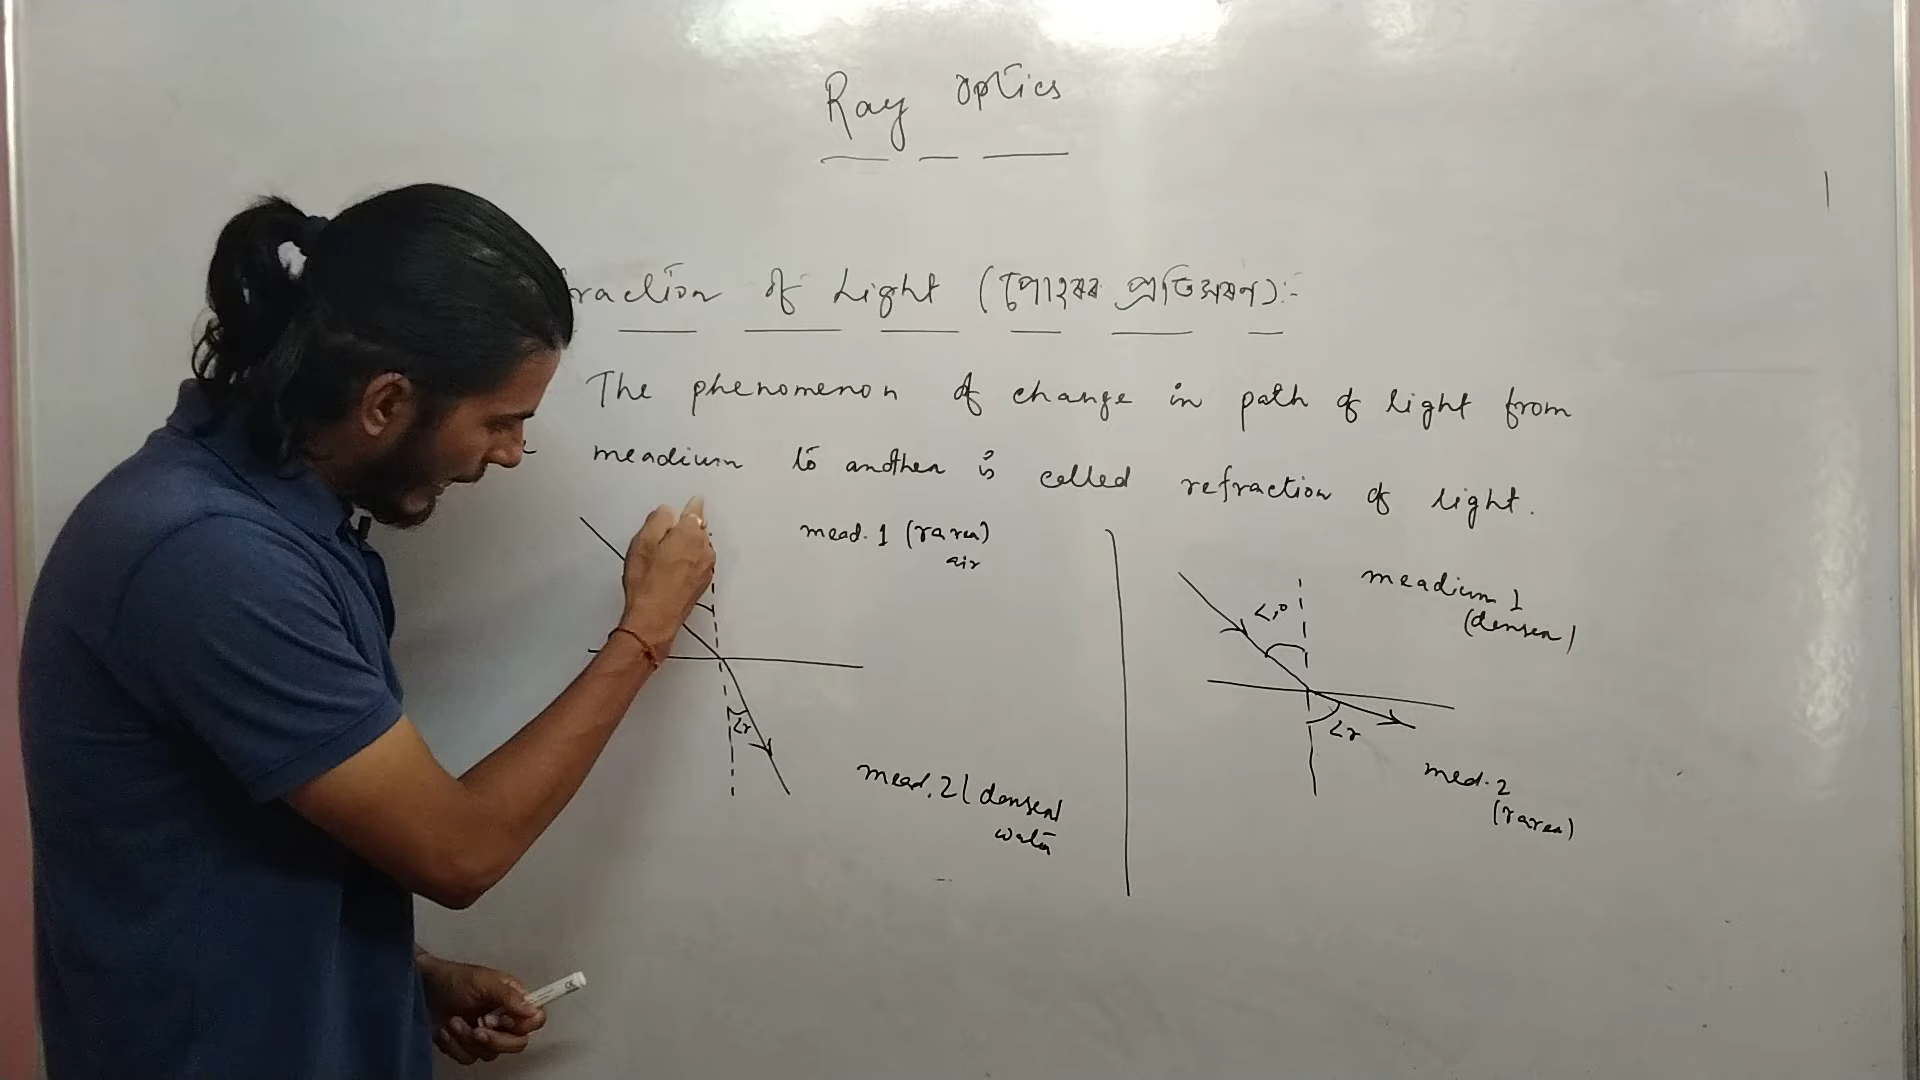 Ray optics
raction of Light (পোহৰৰ প্ৰতিসৰণ):-
The phenomenon of change in path of light from
meadium to another is called refraction of light.
mead. 1 (rarer)
air
meadium 1
(denser)
<i°
<r
<r
mead. 2 (denser)
water
med. 2
(rarer)